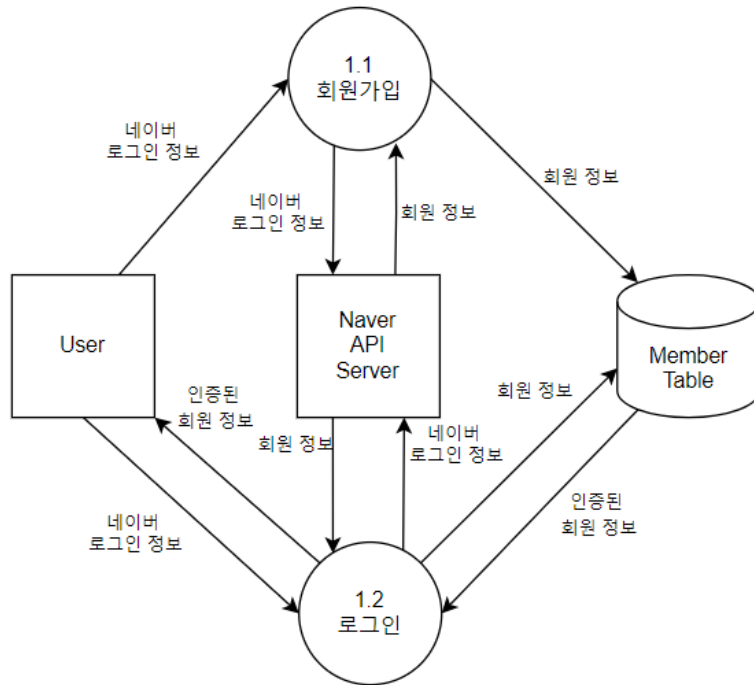 1.1
회원가입
네이버
로그인 정보
회원 정보
네이버
로그인 정보
회원 정보
User
Naver
API
Server
Member
Table
인증된
회원 정보
회원 정보
네이버
로그인 정보
회원 정보
네이버
로그인 정보
인증된
회원 정보
1.2
로그인